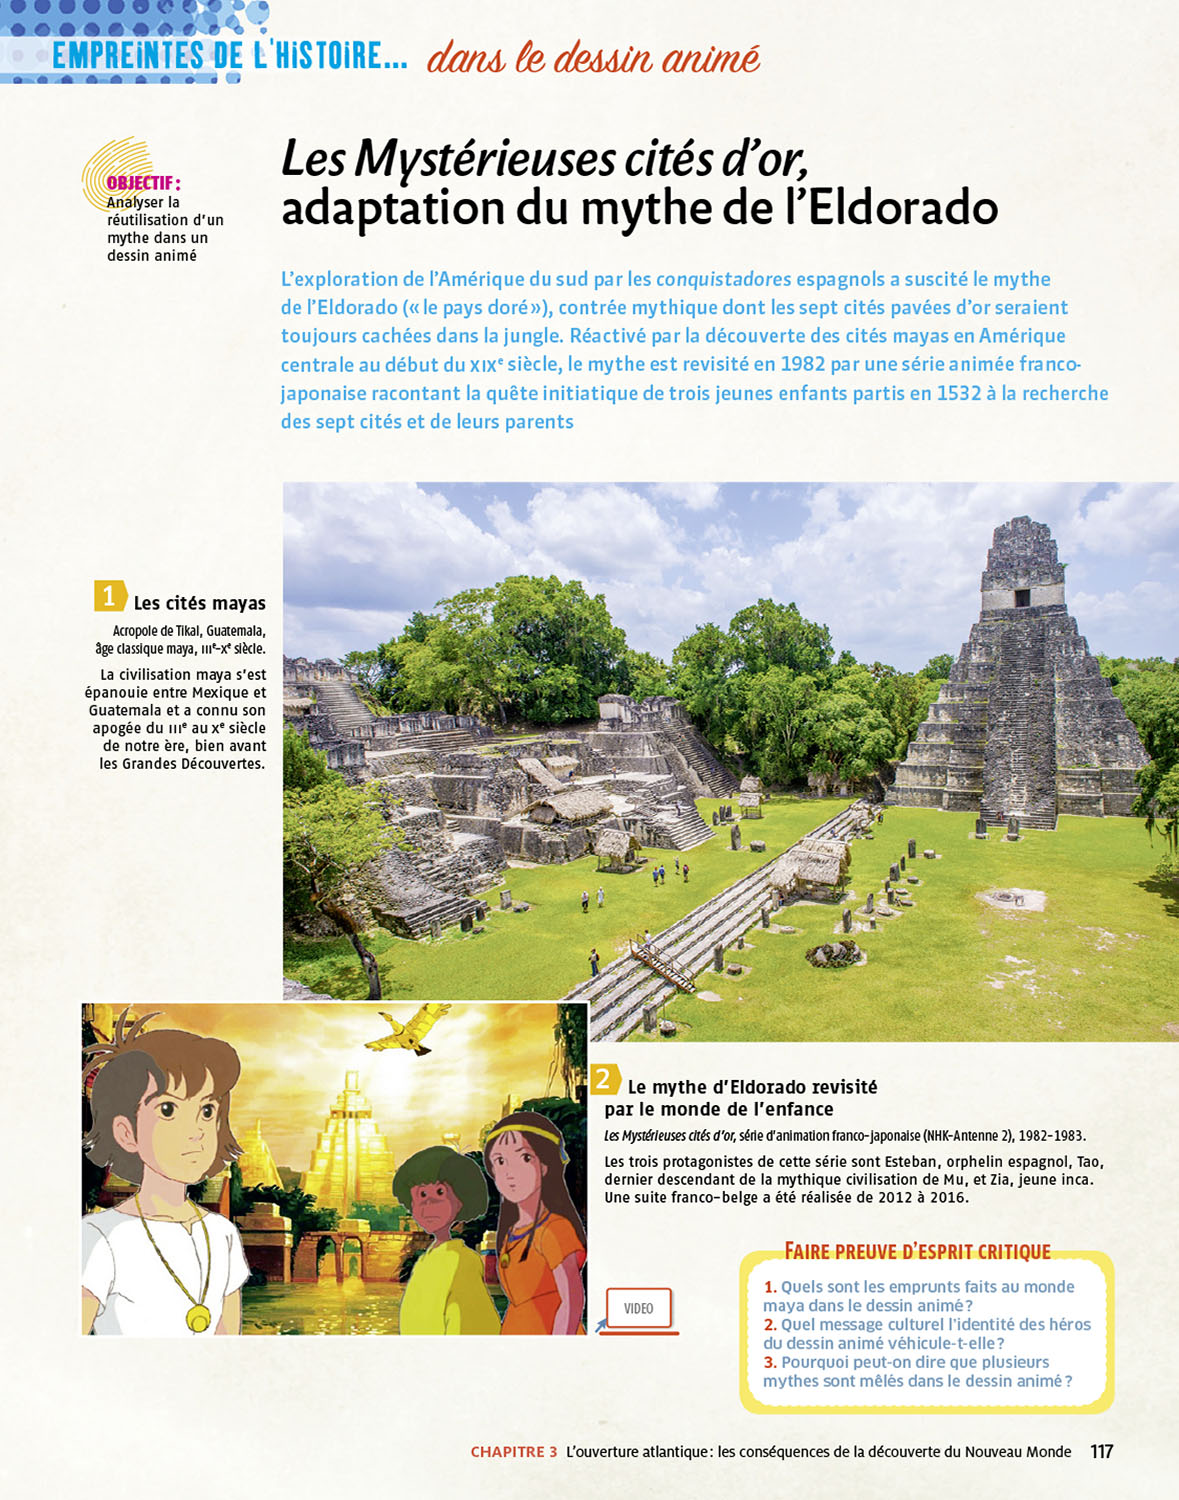 EMPREINTES DE L'HISTOIRE... dans le dessin animé
OBJECTIF :
Analyser la
réutilisation d'un
mythe dans un
dessin animé
Les Mystérieuses cités d'or,
adaptation du mythe de l'Eldorado
L'exploration de l'Amérique du sud par les conquistadores espagnols a suscité le mythe
de l'Eldorado (« le pays doré »), contrée mythique dont les sept cités pavées d'or seraient
toujours cachées dans la jungle. Réactivé par la découverte des cités mayas en Amérique
centrale au début du XIXe siècle, le mythe est revisité en 1982 par une série animée franco-
japonaise racontant la quête initiatique de trois jeunes enfants partis en 1532 à la recherche
des sept cités et de leurs parents
1 Les cités mayas
Acropole de Tikal, Guatemala,
âge classique maya, IIIe-Xe siècle.
La civilisation maya s'est
épanouie entre Mexique et
Guatemala et a connu son
apogée du IIIe au Xe siècle
de notre ère, bien avant
les Grandes Découvertes.
2 Le mythe d'Eldorado revisité
par le monde de l'enfance
Les Mystérieuses cités d'or, série d'animation franco-japonaise (NHK-Antenne 2), 1982-1983.
Les trois protagonistes de cette série sont Esteban, orphelin espagnol, Tao,
dernier descendant de la mythique civilisation de Mu, et Zia, jeune inca.
Une suite franco-belge a été réalisée de 2012 à 2016.
VIDEO
FAIRE PREUVE D'ESPRIT CRITIQUE
1. Quels sont les emprunts faits au monde
maya dans le dessin animé ?
2. Quel message culturel l'identité des héros
du dessin animé véhicule-t-elle ?
3. Pourquoi peut-on dire que plusieurs
mythes sont mêlés dans le dessin animé ?
CHAPITRE 3 L'ouverture atlantique : les conséquences de la découverte du Nouveau Monde 117